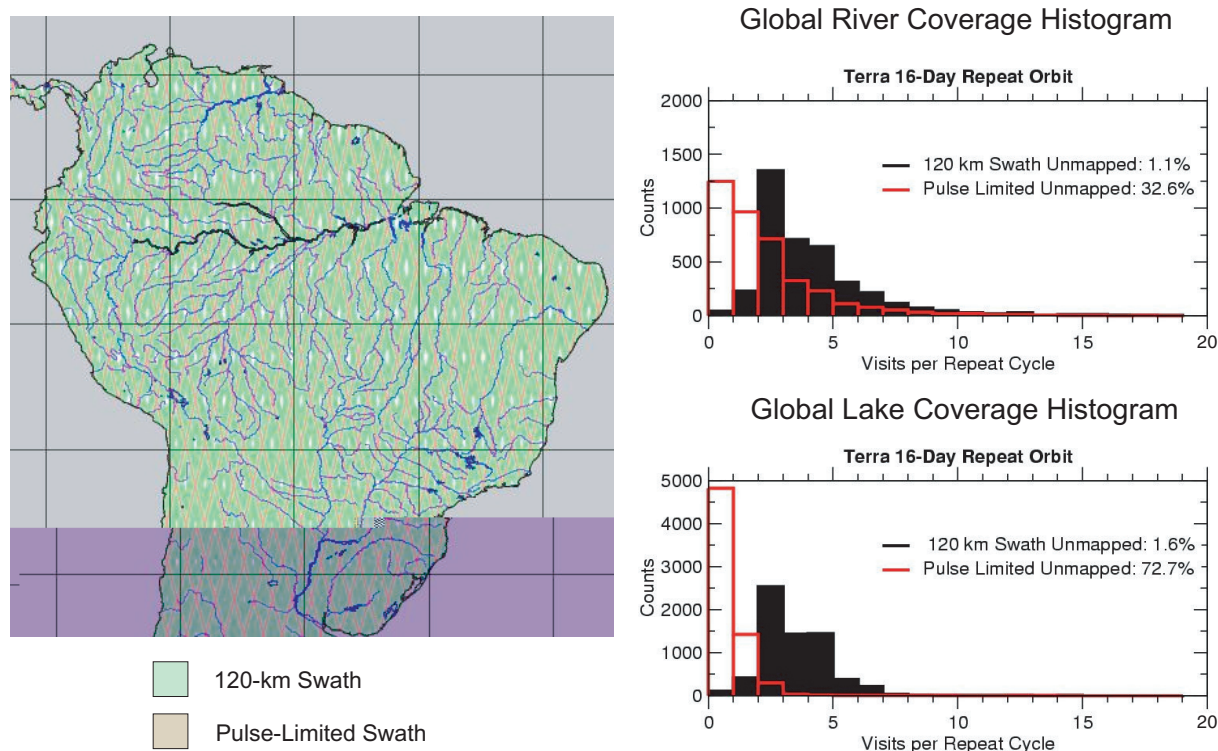 Global River Coverage Histogram
Terra 16-Day Repeat Orbit
2000
1500
1000
500
0
Counts
120 km Swath Unmapped: 1.1%
Pulse Limited Unmapped: 32.6%
0 5 10 15 20
Visits per Repeat Cycle
Global Lake Coverage Histogram
Terra 16-Day Repeat Orbit
5000
4000
3000
2000
1000
0
Counts
120 km Swath Unmapped: 1.6%
Pulse Limited Unmapped: 72.7%
0 5 10 15 20
Visits per Repeat Cycle
120-km Swath
Pulse-Limited Swath